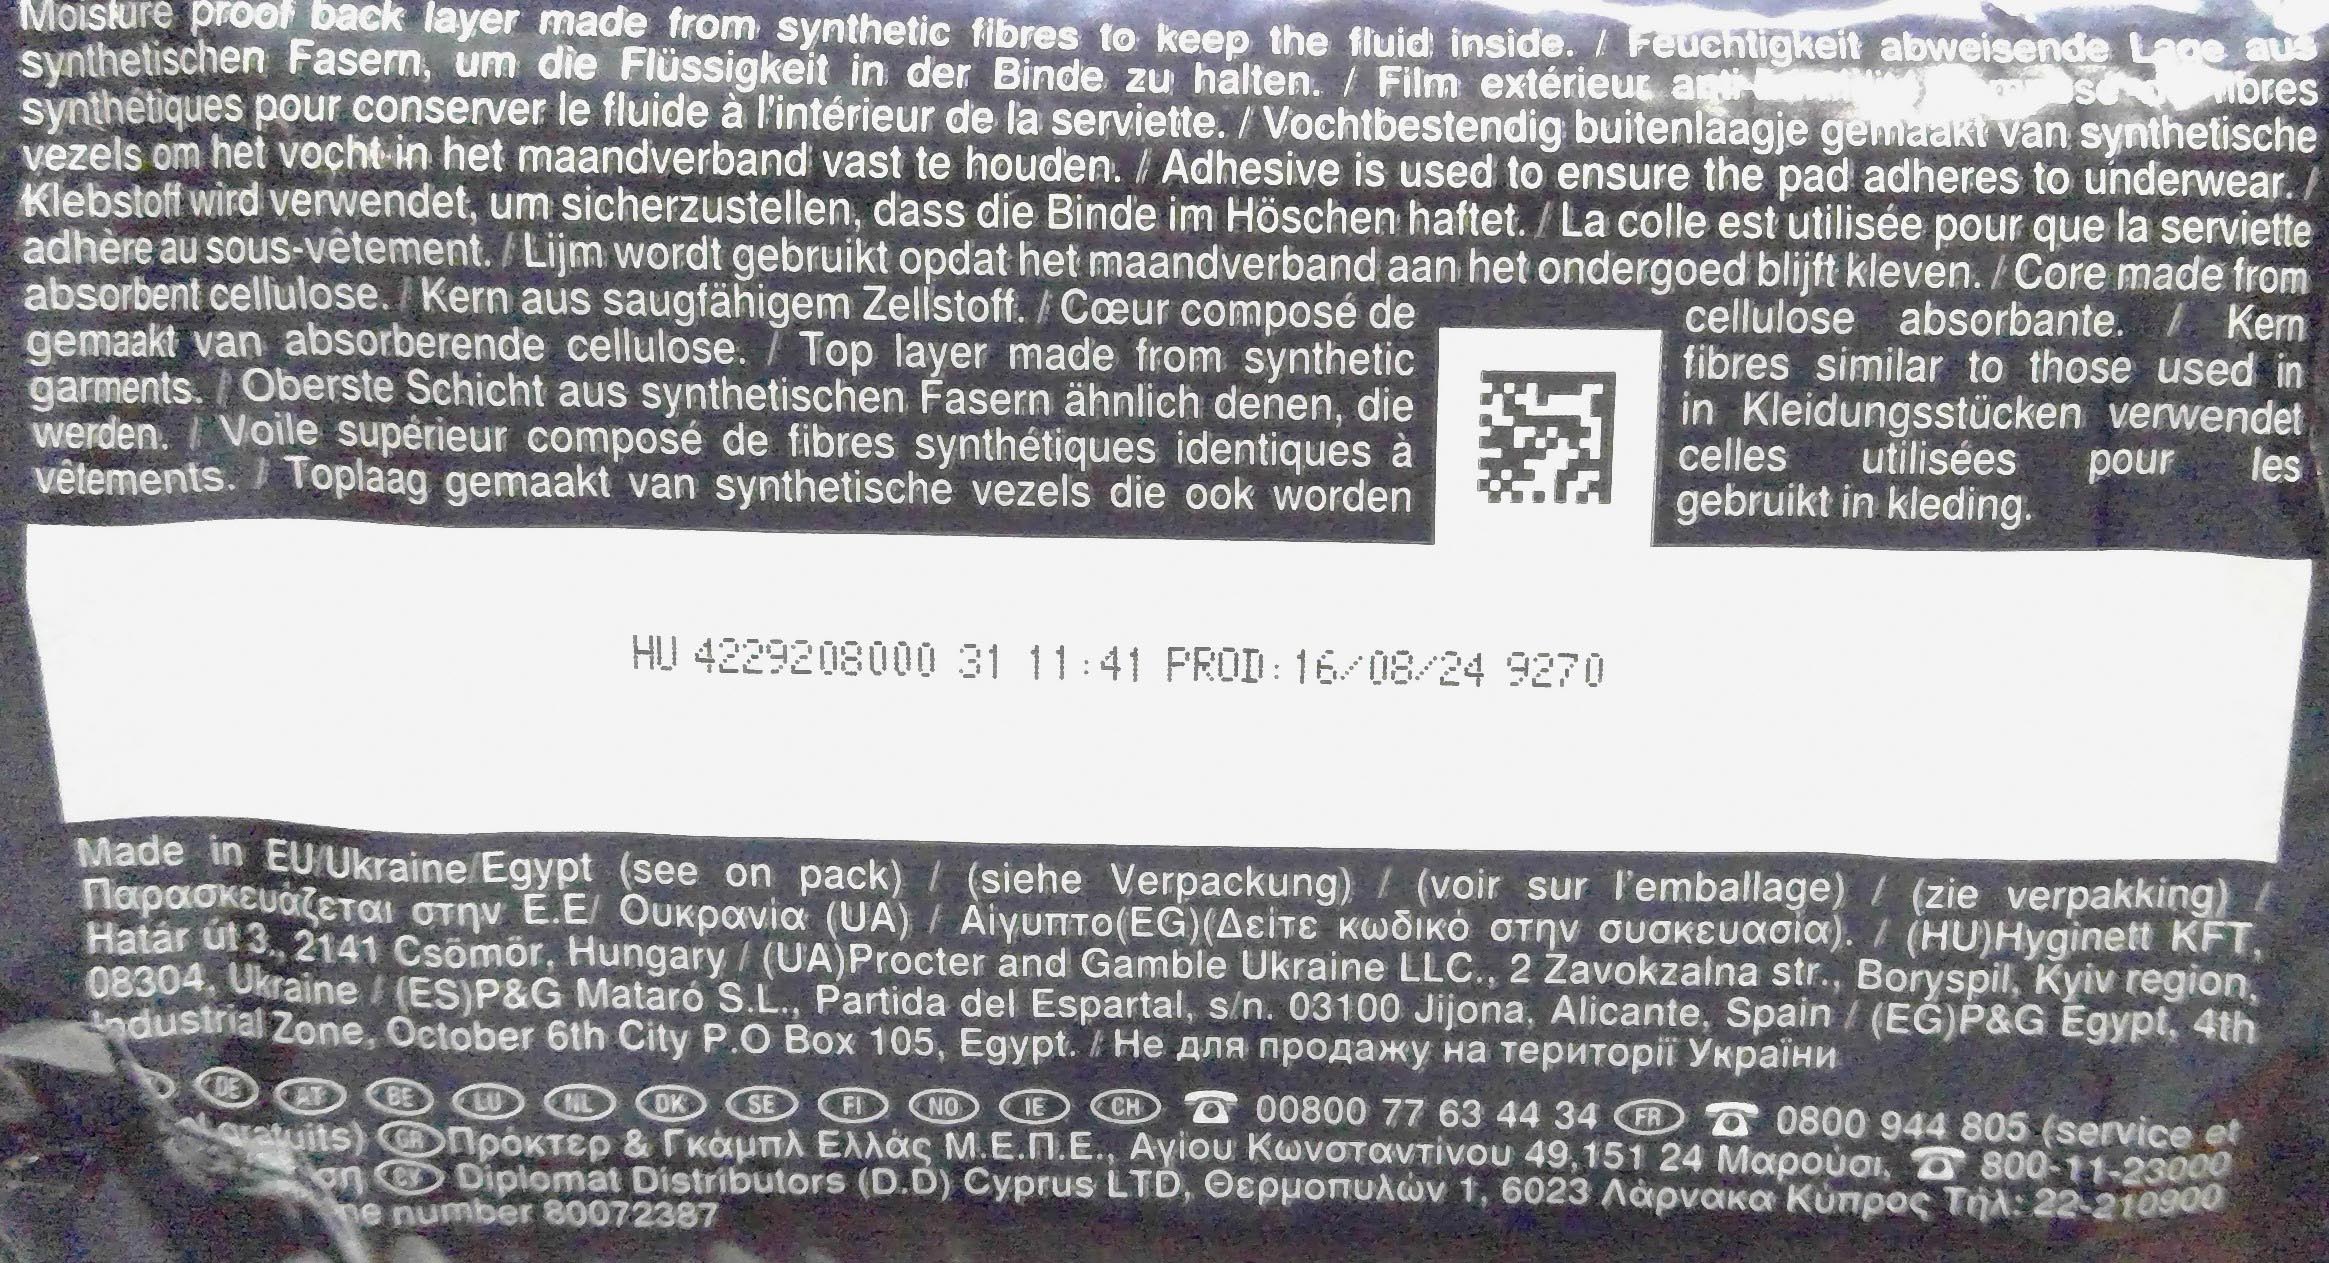 Moisture proof back layer made from synthetic fibres to keep the fluid inside. / Feuchtigkeit abweisende Lage aus
synthetischen Fasern, um die Flüssigkeit in der Binde zu halten. / Film extérieur fibres
synthétiques pour conserver le fluide à l'intérieur de la serviette. / Vochtbestendig buitenlaagje gemaakt van synthetische
vezels om het vocht in het maandverband vast te houden. / Adhesive is used to ensure the pad adheres to underwear. /
Klebstoff wird verwendet, um sicherzustellen, dass die Binde im Höschen haftet. / La colle est utilisée pour que la serviette
adhère au sous-vêtement. / Lijm wordt gebruikt opdat het maandverband aan het ondergoed blijft kleven. / Core made from
absorbent cellulose. / Kern aus saugfähigem Zellstoff. / Cœur composé de cellulose absorbante. / Kern
gemaakt van absorberende cellulose. / Top layer made from synthetic fibres similar to those used in
garments. / Oberste Schicht aus synthetischen Fasern ähnlich denen, die in Kleidungsstücken verwendet
werden. / Voile supérieur composé de fibres synthétiques identiques à celles utilisées pour les
vêtements. / Toplaag gemaakt van synthetische vezels die ook worden gebruikt in kleding.
HU 4229208000 31 11:41 PROD:16/08/24 9270
Made in EU/Ukraine/Egypt (see on pack) / (siehe Verpackung) / (voir sur l'emballage) / (zie verpakking) /
Παρασκευάζεται στην Ε.Ε/ Ουκρανία (UA) / Αίγυπτο(EG)(Δείτε κωδικό στην συσκευασία). / (HU)Hyginett KFT,
Határ út 3., 2141 Csömör, Hungary / (UA)Procter and Gamble Ukraine LLC., 2 Zavokzalna str., Boryspil, Kyiv region,
08304, Ukraine / (ES)P&G Mataró S.L., Partida del Espartal, s/n. 03100 Jijona, Alicante, Spain / (EG)P&G Egypt, 4th
Industrial Zone, October 6th City P.O Box 105, Egypt. / Не для продажу на території України
DE AT BE LU NL DK SE FI NO IE CH ☎ 00800 77 63 44 34 FR ☎ 0800 944 805 (service et
gratuits) GR Πρόκτερ & Γκάμπλ Ελλάς Μ.Ε.Π.Ε., Αγίου Κωνσταντίνου 49,151 24 Μαρούσι, ☎ 800-11-23000
CY Diplomat Distributors (D.D) Cyprus LTD, Θερμοπυλών 1, 6023 Λάρνακα Κύπρος Τήλ: 22-210900
number 80072387